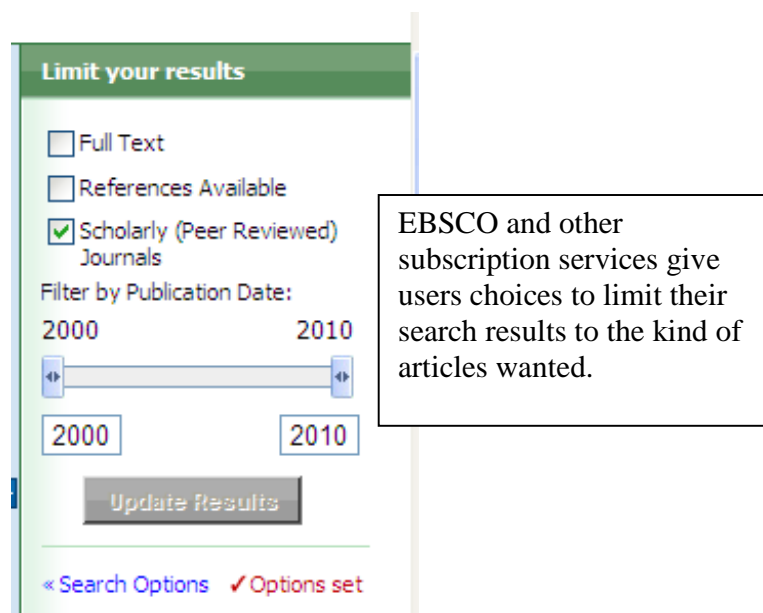 Limit your results
Full Text
References Available
Scholarly (Peer Reviewed)
Journals
Filter by Publication Date:
2000 2010
2000 2010
Update Results
« Search Options ✓Options set
EBSCO and other
subscription services give
users choices to limit their
search results to the kind of
articles wanted.